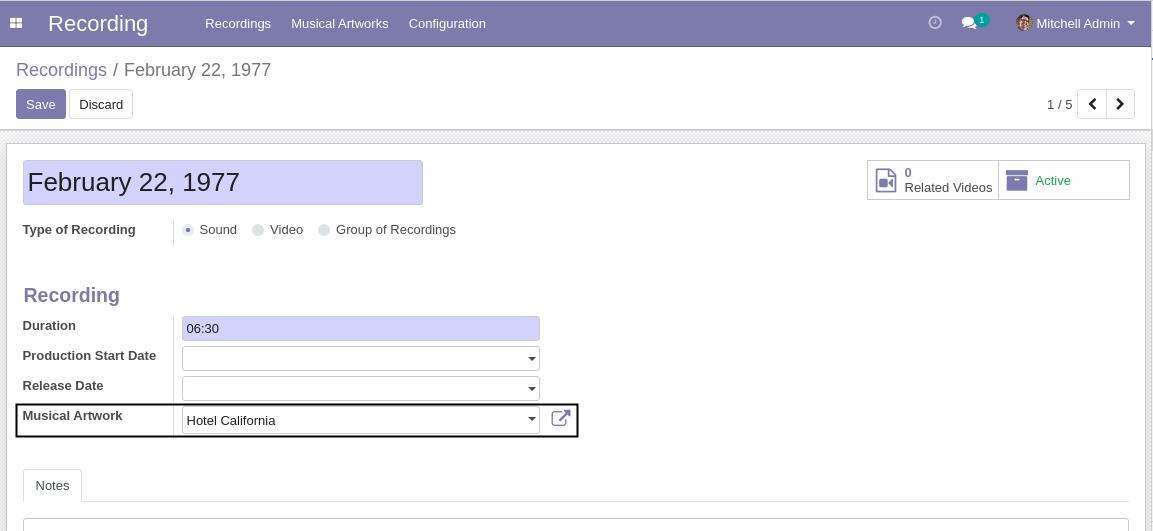 Recording Recordings Musical Artworks Configuration 1 Mitchell Admin
Recordings / February 22, 1977
Save Discard 1 / 5
February 22, 1977
0
Related Videos
Active
Type of Recording Sound Video Group of Recordings
Recording
Duration 06:30
Production Start Date
Release Date
Musical Artwork Hotel California
Notes